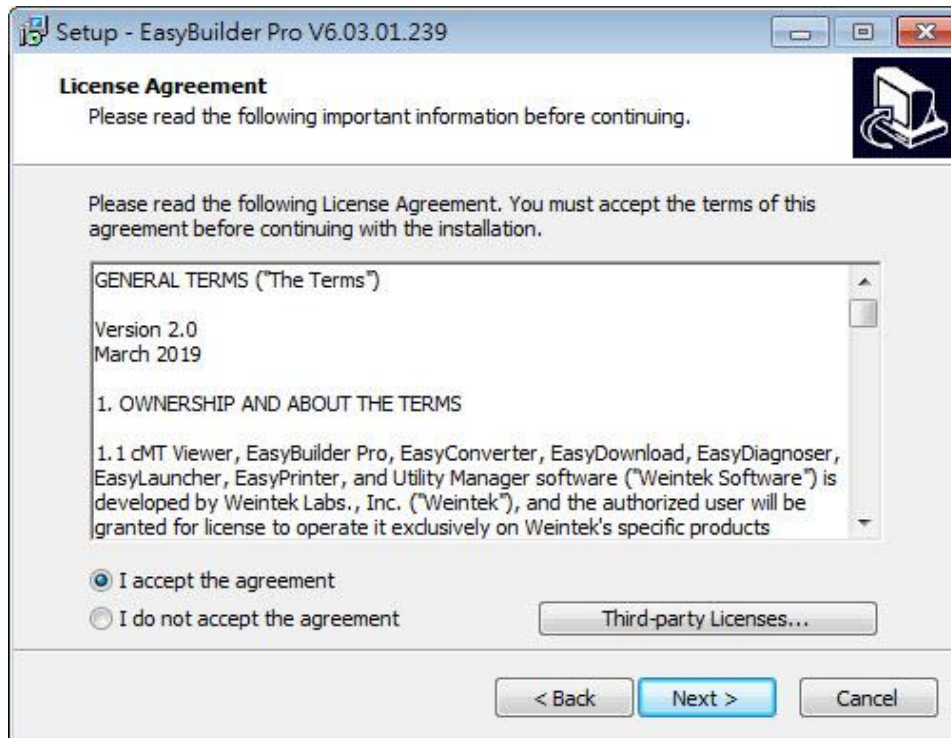 Setup - EasyBuilder Pro V6.03.01.239
License Agreement
Please read the following important information before continuing.
Please read the following License Agreement. You must accept the terms of this
agreement before continuing with the installation.
GENERAL TERMS ("The Terms")
Version 2.0
March 2019
1. OWNERSHIP AND ABOUT THE TERMS
1.1 cMT Viewer, EasyBuilder Pro, EasyConverter, EasyDownload, EasyDiagnoser,
EasyLauncher, EasyPrinter, and Utility Manager software ("Weintek Software") is
developed by Weintek Labs., Inc. ("Weintek"), and the authorized user will be
granted for license to operate it exclusively on Weintek's specific products
I accept the agreement
I do not accept the agreement
Third-party Licenses...
< Back
Next >
Cancel